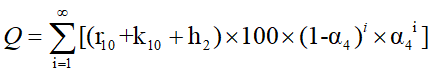 Q = ∑_{i=1}^{∞} [(r₁₀ + k₁₀ + h₂) × 100 × (1-α₄)^i × α₄^i]